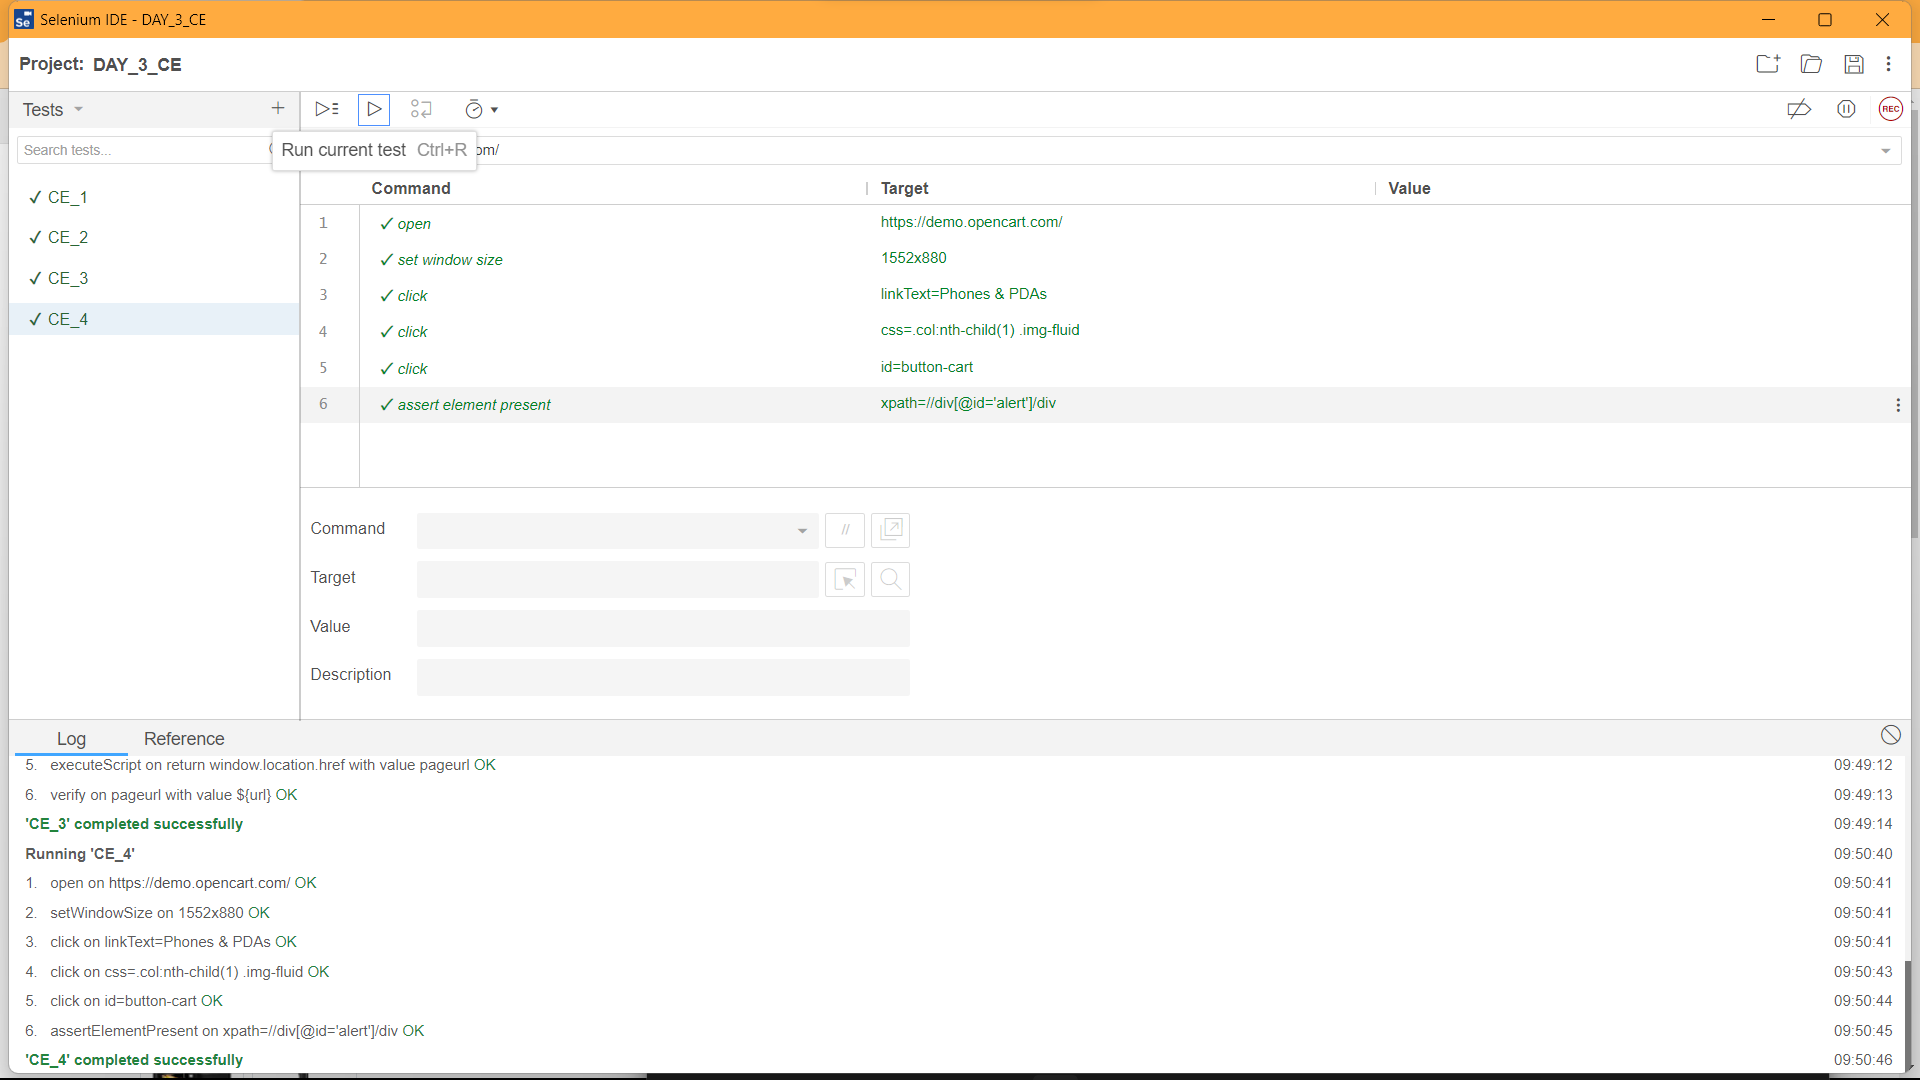 Selenium IDE - DAY_3_CE
Project: DAY_3_CE
Tests
Search tests...
Run current test Ctrl+R
om/
CE_1
CE_2
CE_3
CE_4
Command Target Value
1 open https://demo.opencart.com/
2 set window size 1552x880
3 click linkText=Phones & PDAs
4 click css=.col:nth-child(1) .img-fluid
5 click id=button-cart
6 assert element present xpath=//div[@id='alert']/div
REC
Command
//
Target
Value
Description
Log Reference
5. executeScript on return window.location.href with value pageurl OK 09:49:12
6. verify on pageurl with value ${url} OK 09:49:13
'CE_3' completed successfully 09:49:14
Running 'CE_4' 09:50:40
1. open on https://demo.opencart.com/ OK 09:50:41
2. setWindowSize on 1552x880 OK 09:50:41
3. click on linkText=Phones & PDAs OK 09:50:41
4. click on css=.col:nth-child(1) .img-fluid OK 09:50:43
5. click on id=button-cart OK 09:50:44
6. assertElementPresent on xpath=//div[@id='alert']/div OK 09:50:45
'CE_4' completed successfully 09:50:46